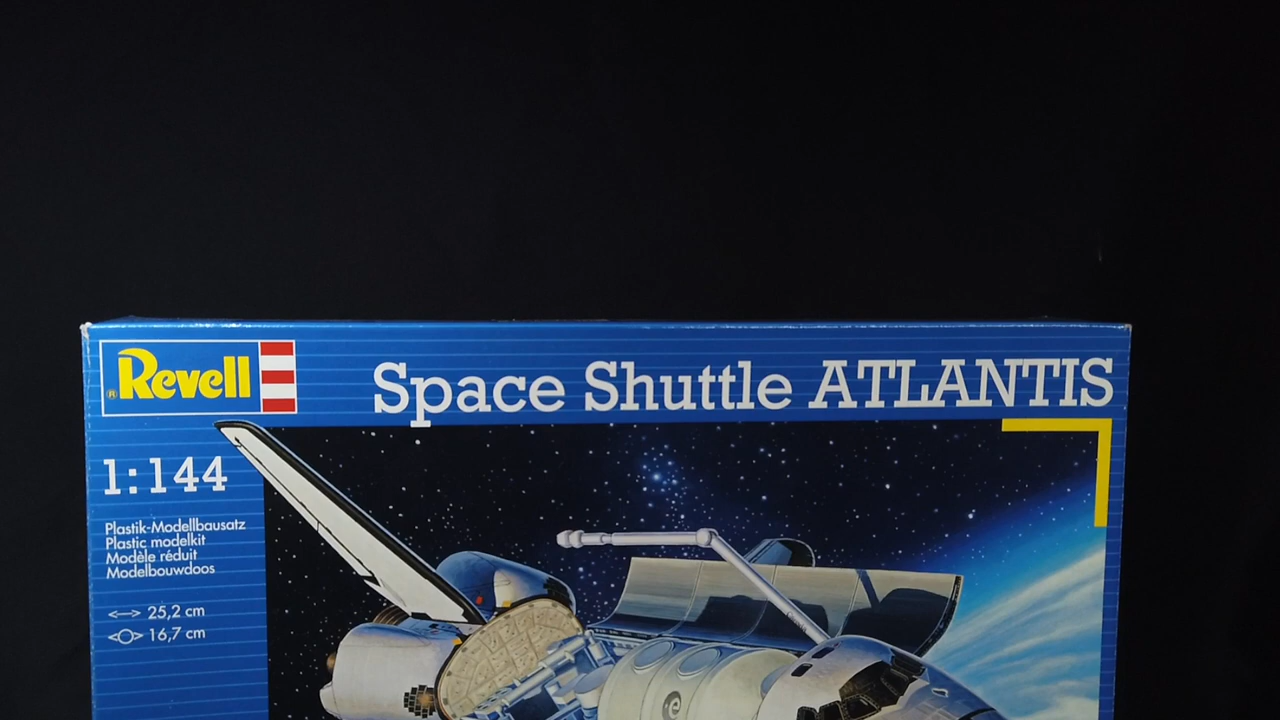 ® Revell
Space Shuttle ATLANTIS
1:144
Plastik-Modellbausatz
Plastic modelkit
Modèle réduit
Modelbouwdoos
25,2 cm
16,7 cm